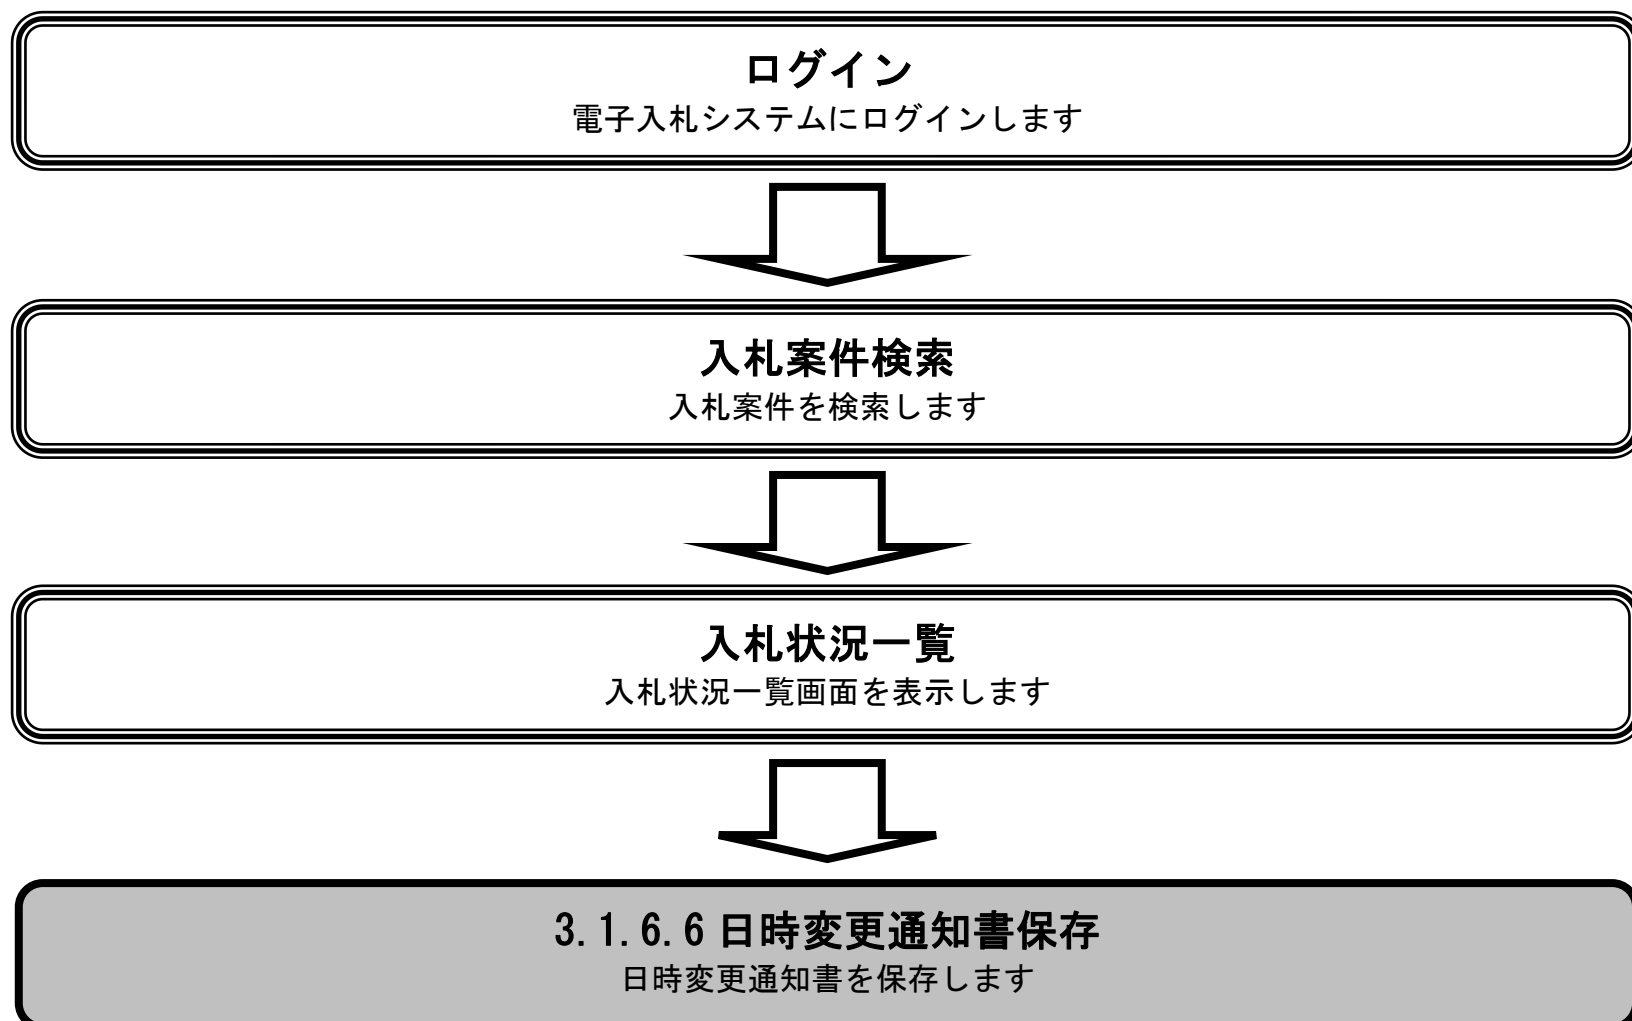 ログイン
電子入札システムにログインします
入札案件検索
入札案件を検索します
入札状況一覧
入札状況一覧画面を表示します
3.1.6.6 日時変更通知書保存
日時変更通知書を保存します